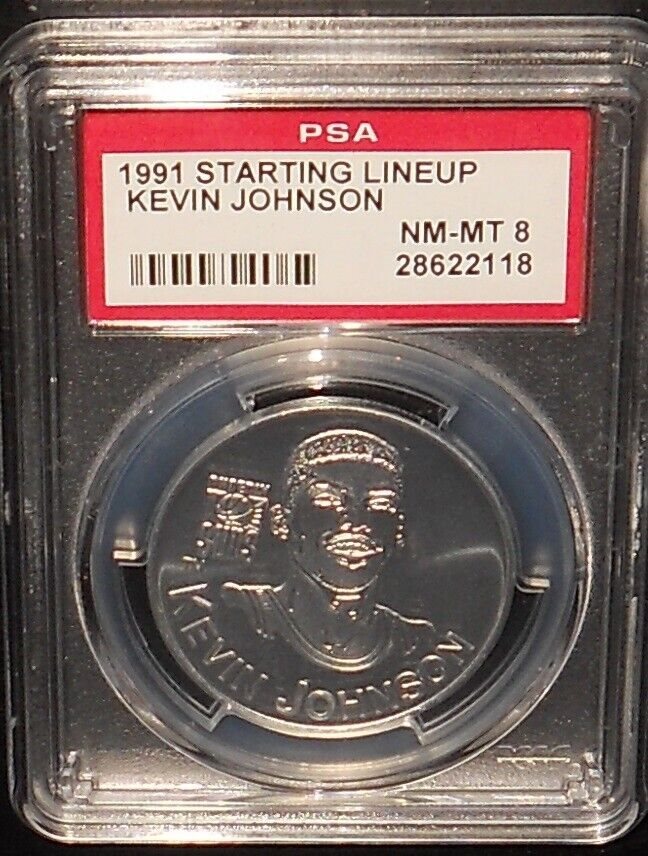 PSA
1991 STARTING LINEUP
KEVIN JOHNSON
NM-MT 8
28622118
KEVIN JOHNSON